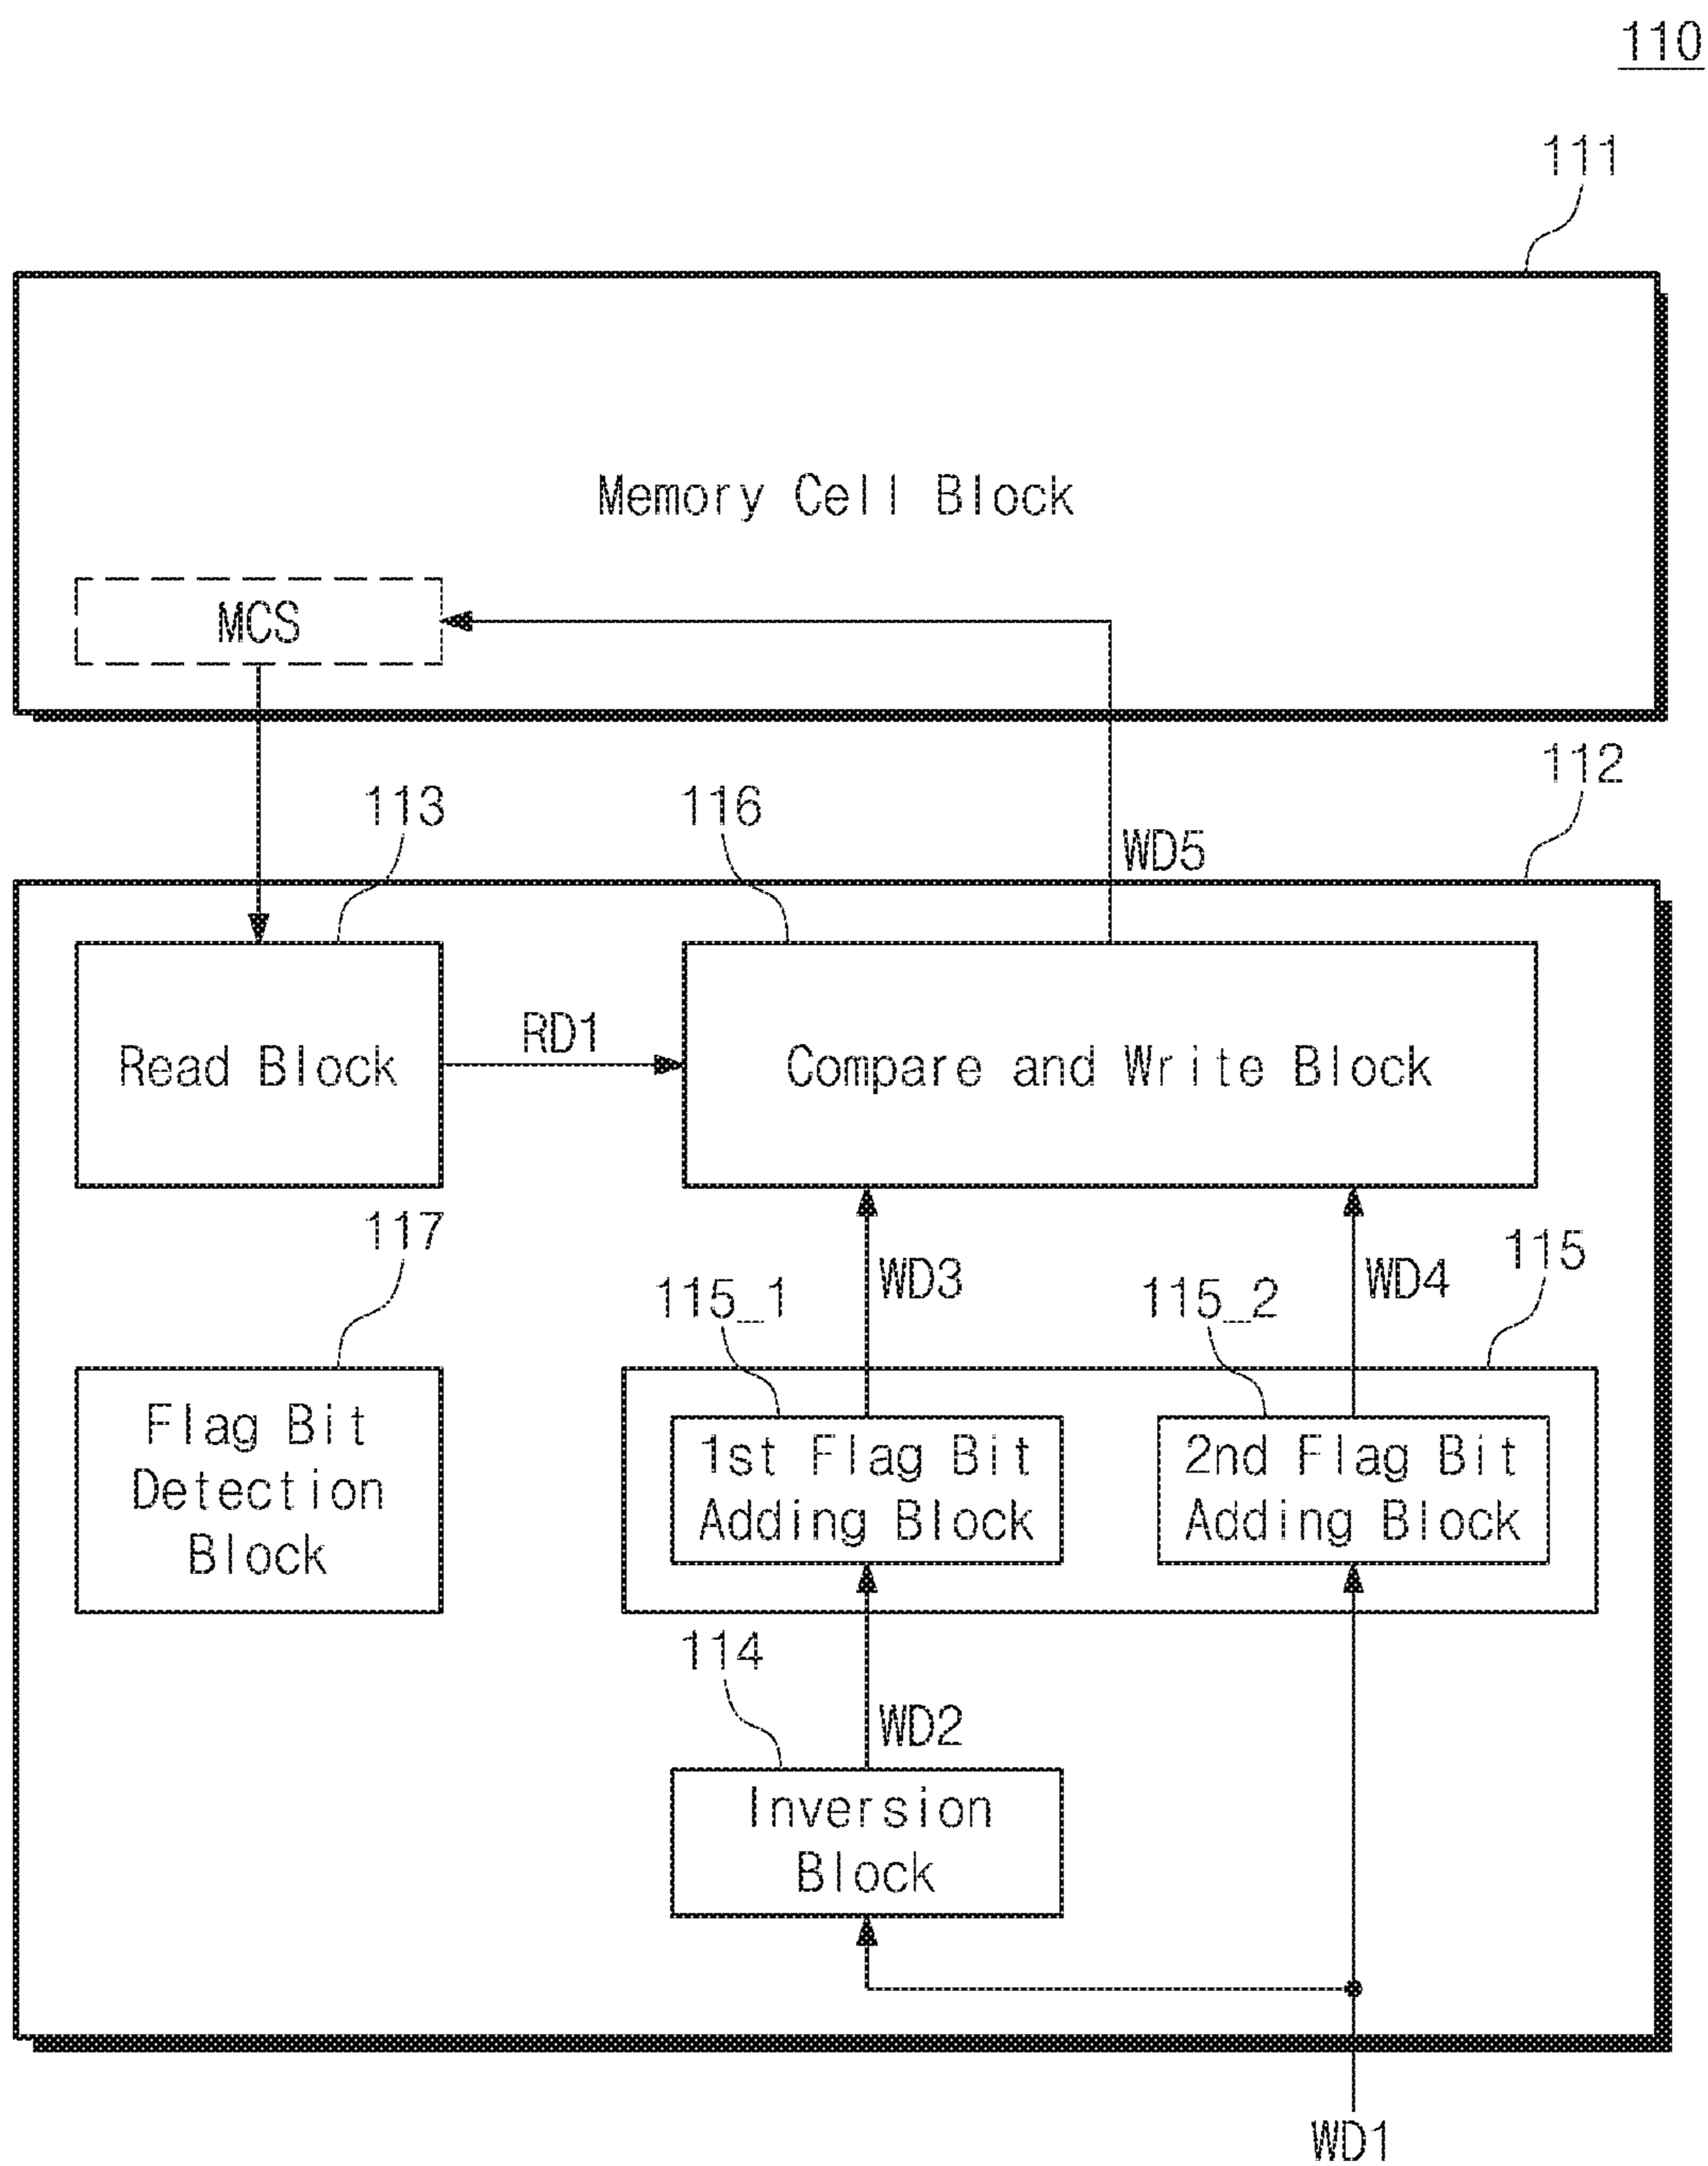 110
111
Memory Cell Block
MCS
112
113
116
WD5
Read Block
RD1
Compare and Write Block
117
115_1
WD3
115_2
WD4
115
Flag Bit
Detection
Block
1st Flag Bit
Adding Block
2nd Flag Bit
Adding Block
114
WD2
Inversion
Block
WD1